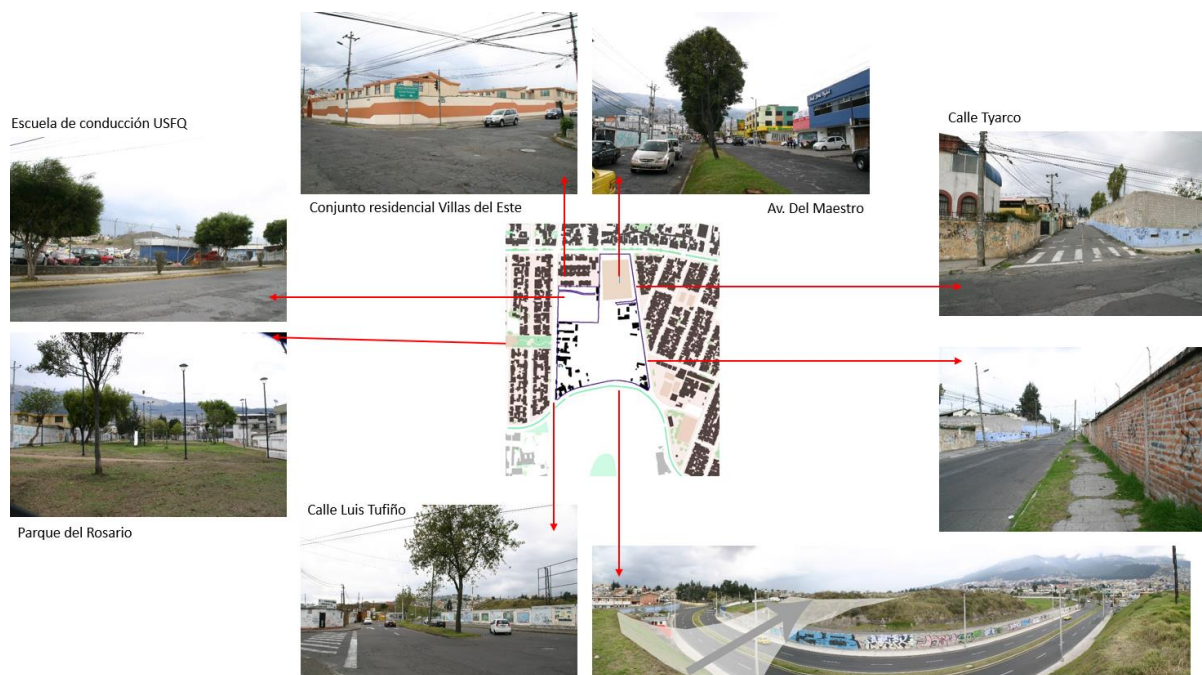 Escuela de conducción USFQ
Conjunto residencial Villas del Este
Av. Del Maestro
Calle Tyarco
Parque del Rosario
Calle Luis Tufiño